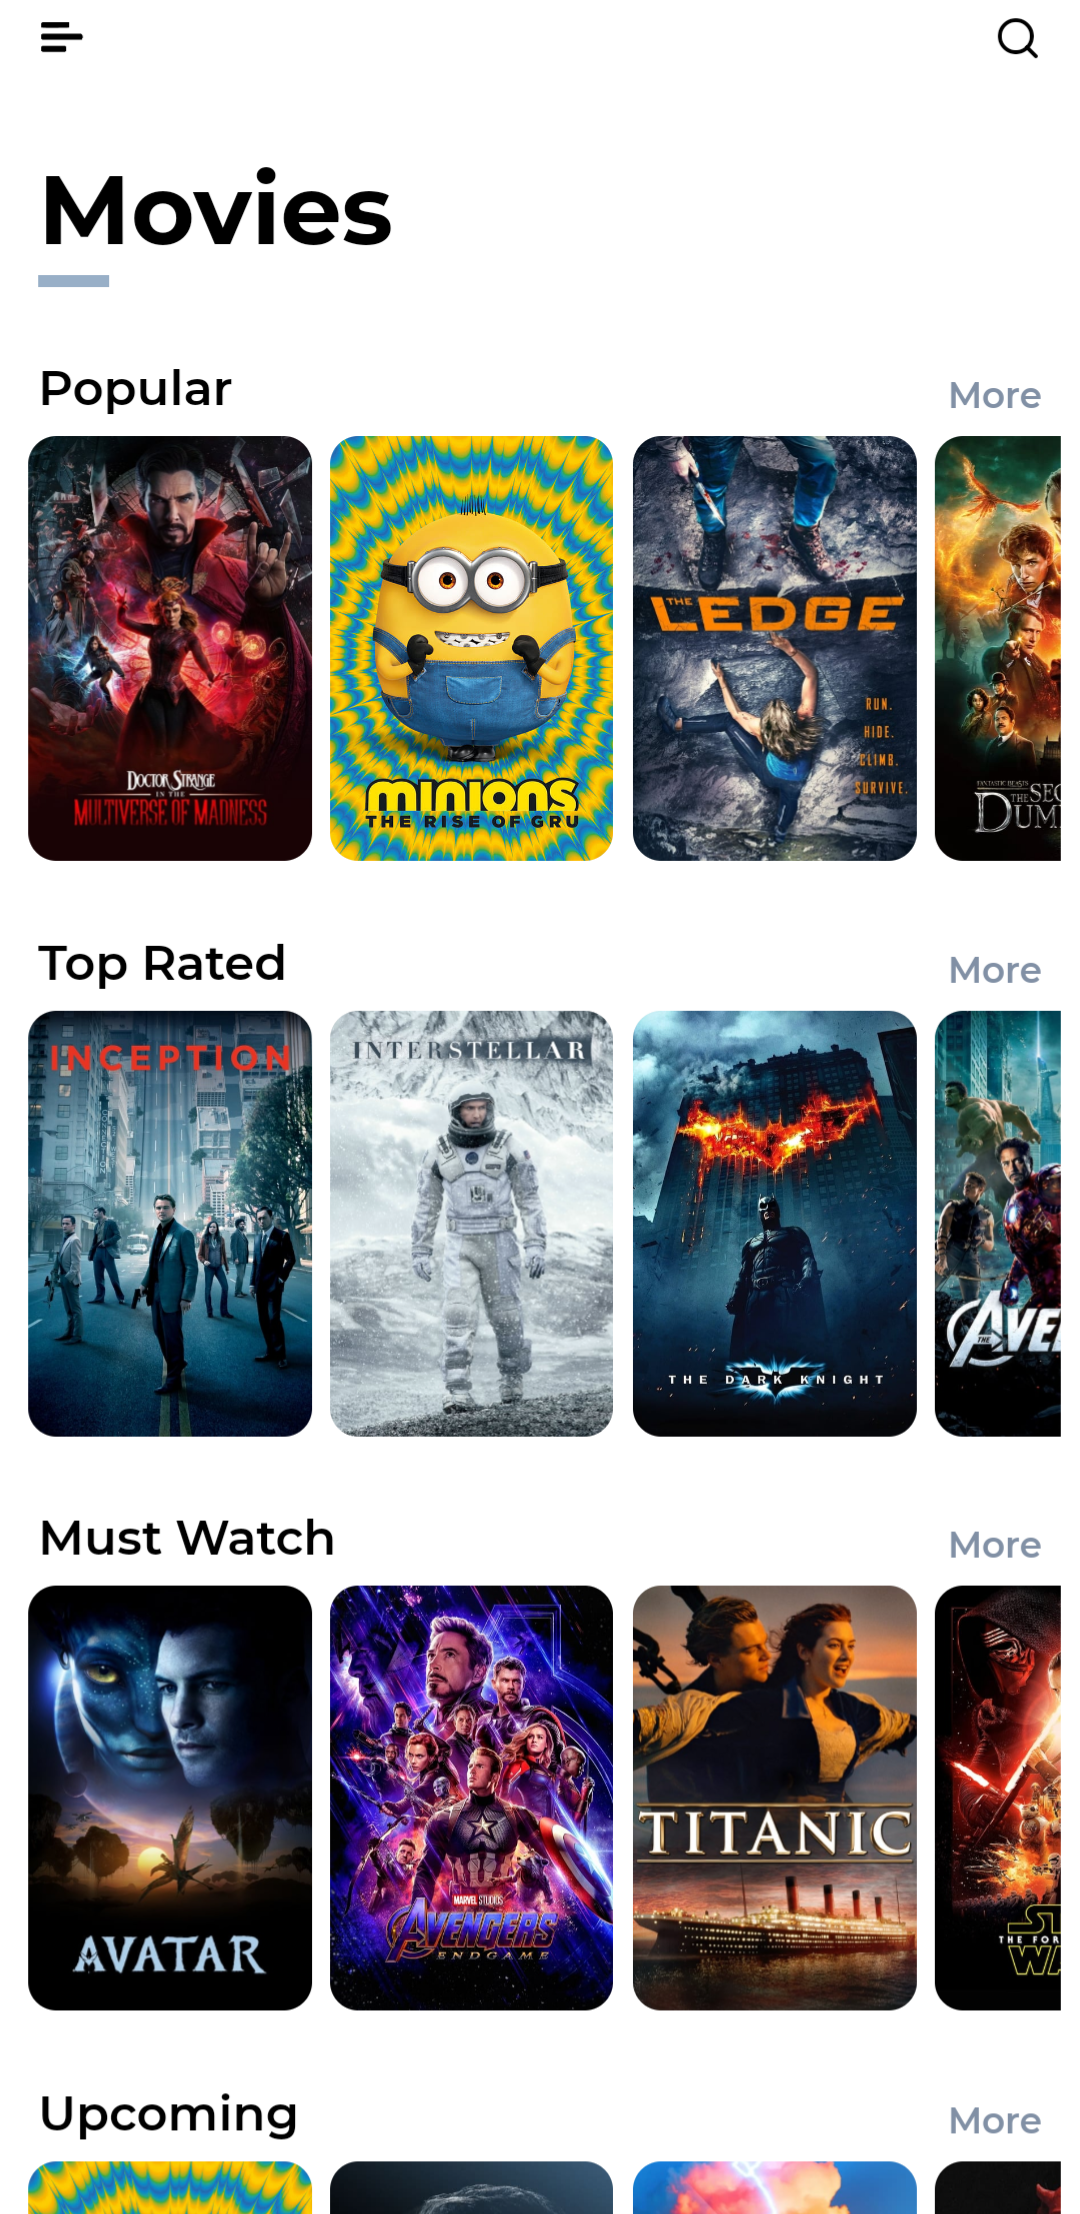 Movies
Popular
More
DOCTOR STRANGE
IN THE
MULTIVERSE OF MADNESS
minions
THE RISE OF GRU
THE LEDGE
RUN.
HIDE.
CLIMB.
SURVIVE.
FANTASTIC BEASTS
THE SEC
DUM
Top Rated
More
INCEPTION
INTERSTELLAR
THE DARK KNIGHT
THE AVE
Must Watch
More
AVATAR
MARVEL STUDIOS
AVENGERS
ENDGAME
TITANIC
ST
THE FOR
WA
Upcoming
More